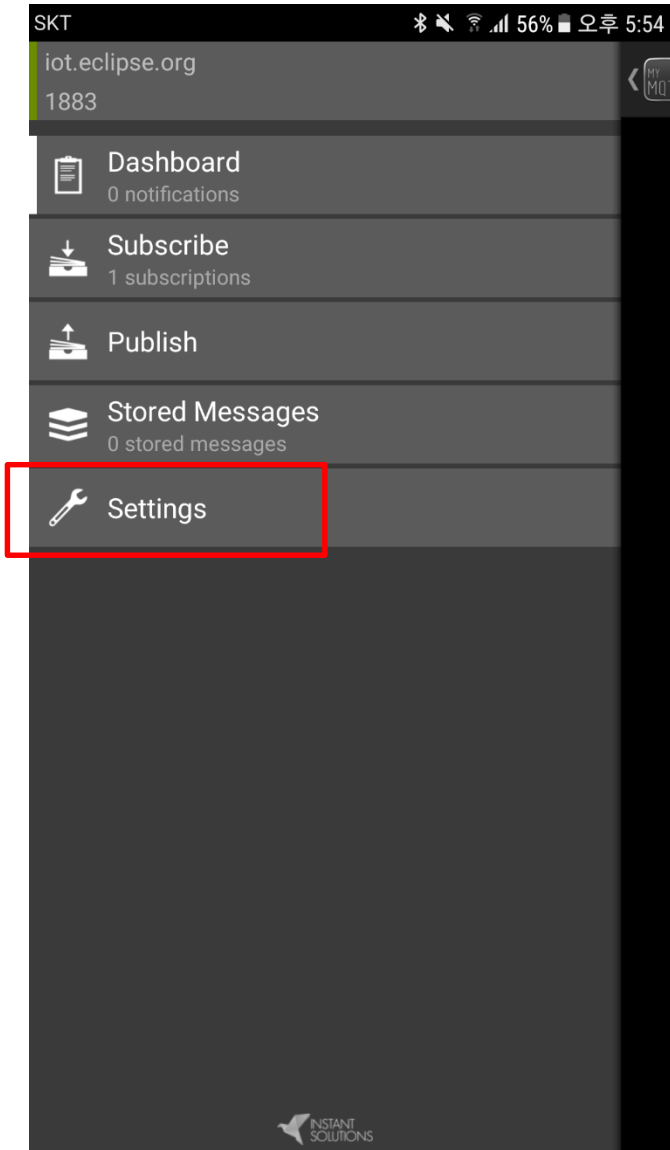 SKT 56% 오후 5:54
iot.eclipse.org
1883
MY
Dashboard
0 notifications
Subscribe
1 subscriptions
Publish
Stored Messages
0 stored messages
Settings
INSTANT
SOLUTIONS